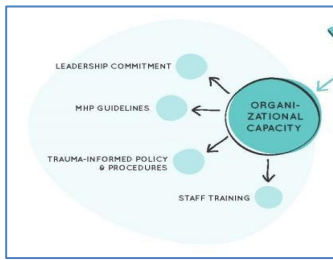 LEADERSHIP COMMITMENT
MHP GUIDELINES
ORGANI-
ZATIONAL
CAPACITY
TRAUMA-INFORMED POLICY
& PROCEDURES
STAFF TRAINING